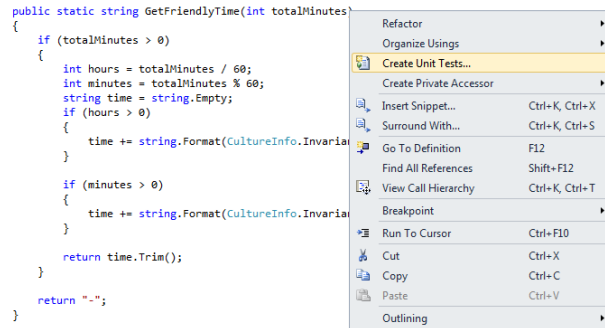 public static string GetFriendlyTime(int totalMinutes)
{
    if (totalMinutes > 0)
    {
        int hours = totalMinutes / 60;
        int minutes = totalMinutes % 60;
        string time = string.Empty;
        if (hours > 0)
        {
            time += string.Format(CultureInfo.Invaria
        }

        if (minutes > 0)
        {
            time += string.Format(CultureInfo.Invaria
        }

        return time.Trim();
    }

    return "-";
}
Refactor
Organize Usings
Create Unit Tests...
Create Private Accessor
Insert Snippet... Ctrl+K, Ctrl+X
Surround With... Ctrl+K, Ctrl+S
Go To Definition F12
Find All References Shift+F12
View Call Hierarchy Ctrl+K, Ctrl+T
Breakpoint
Run To Cursor Ctrl+F10
Cut Ctrl+X
Copy Ctrl+C
Paste Ctrl+V
Outlining